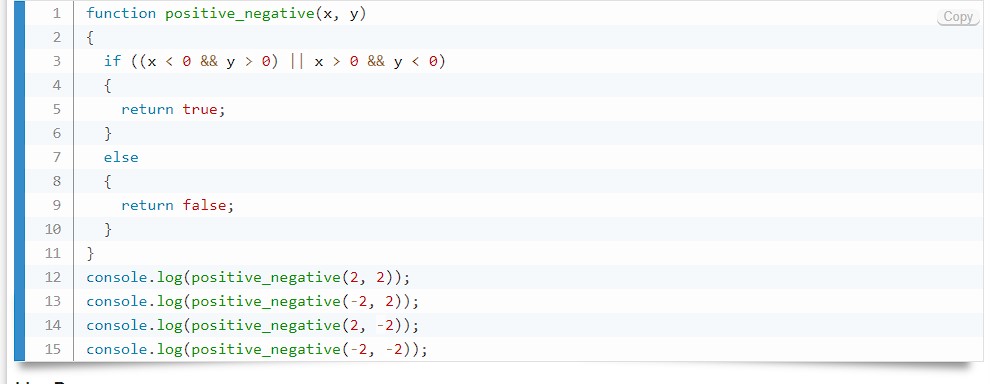 Copy
1 function positive_negative(x, y)
2 {
3   if ((x < 0 && y > 0) || x > 0 && y < 0)
4   {
5     return true;
6   }
7   else
8   {
9     return false;
10   }
11 }
12 console.log(positive_negative(2, 2));
13 console.log(positive_negative(-2, 2));
14 console.log(positive_negative(2, -2));
15 console.log(positive_negative(-2, -2));